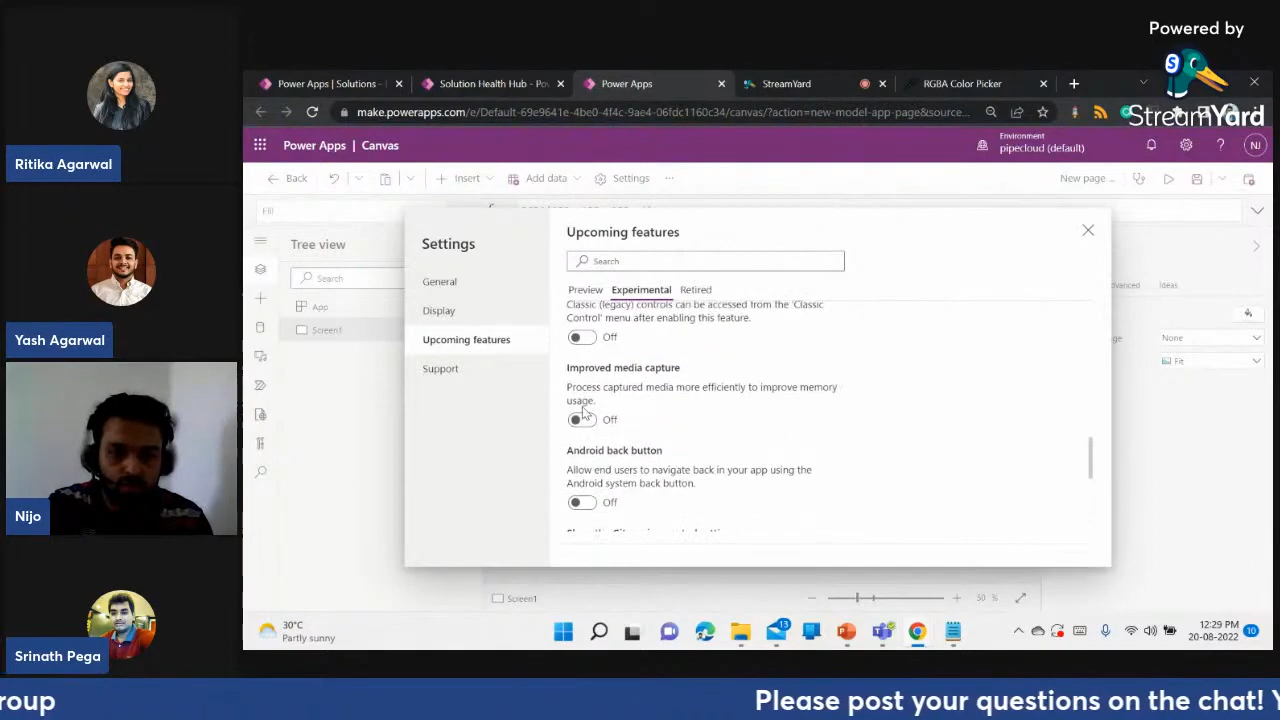 Powered by
S
StreamYard
Ritika Agarwal
Yash Agarwal
Nijo
Srinath Pega
Power Apps | Solutions -
Solution Health Hub - Po
Power Apps
StreamYard
RGBA Color Picker
make.powerapps.com/e/Default-69e9641e-4be0-4f4c-9ae4-06fdc1160c34/canvas/?action=new-model-app-page&source...
Power Apps | Canvas
Environment
pipecloud (default)
NJ
Back
Insert
Add data
Settings
New page ...
Fill
Tree view
Search
App
Screen1
Settings
General
Display
Upcoming features
Support
Upcoming features
Search
Preview Experimental Retired
Classic (legacy) controls can be accessed from the 'Classic
Control' menu after enabling this feature.
Off
Improved media capture
Process captured media more efficiently to improve memory
usage.
Off
Android back button
Allow end users to navigate back in your app using the
Android system back button.
Off
Ideas
None
Fit
Screen1
50 %
30°C
Partly sunny
13
12:29 PM
20-08-2022
10
roup
Please post your questions on the chat! Y